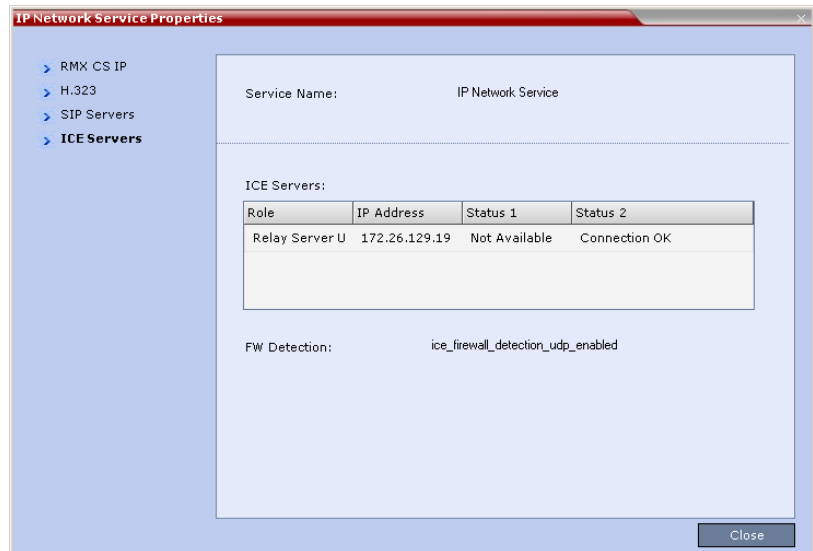 IP Network Service Properties
RMX CS IP
H.323
SIP Servers
ICE Servers
Service Name: IP Network Service
ICE Servers:
Role IP Address Status 1 Status 2
Relay Server U 172.26.129.19 Not Available Connection OK
FW Detection: ice_firewall_detection_udp_enabled
Close